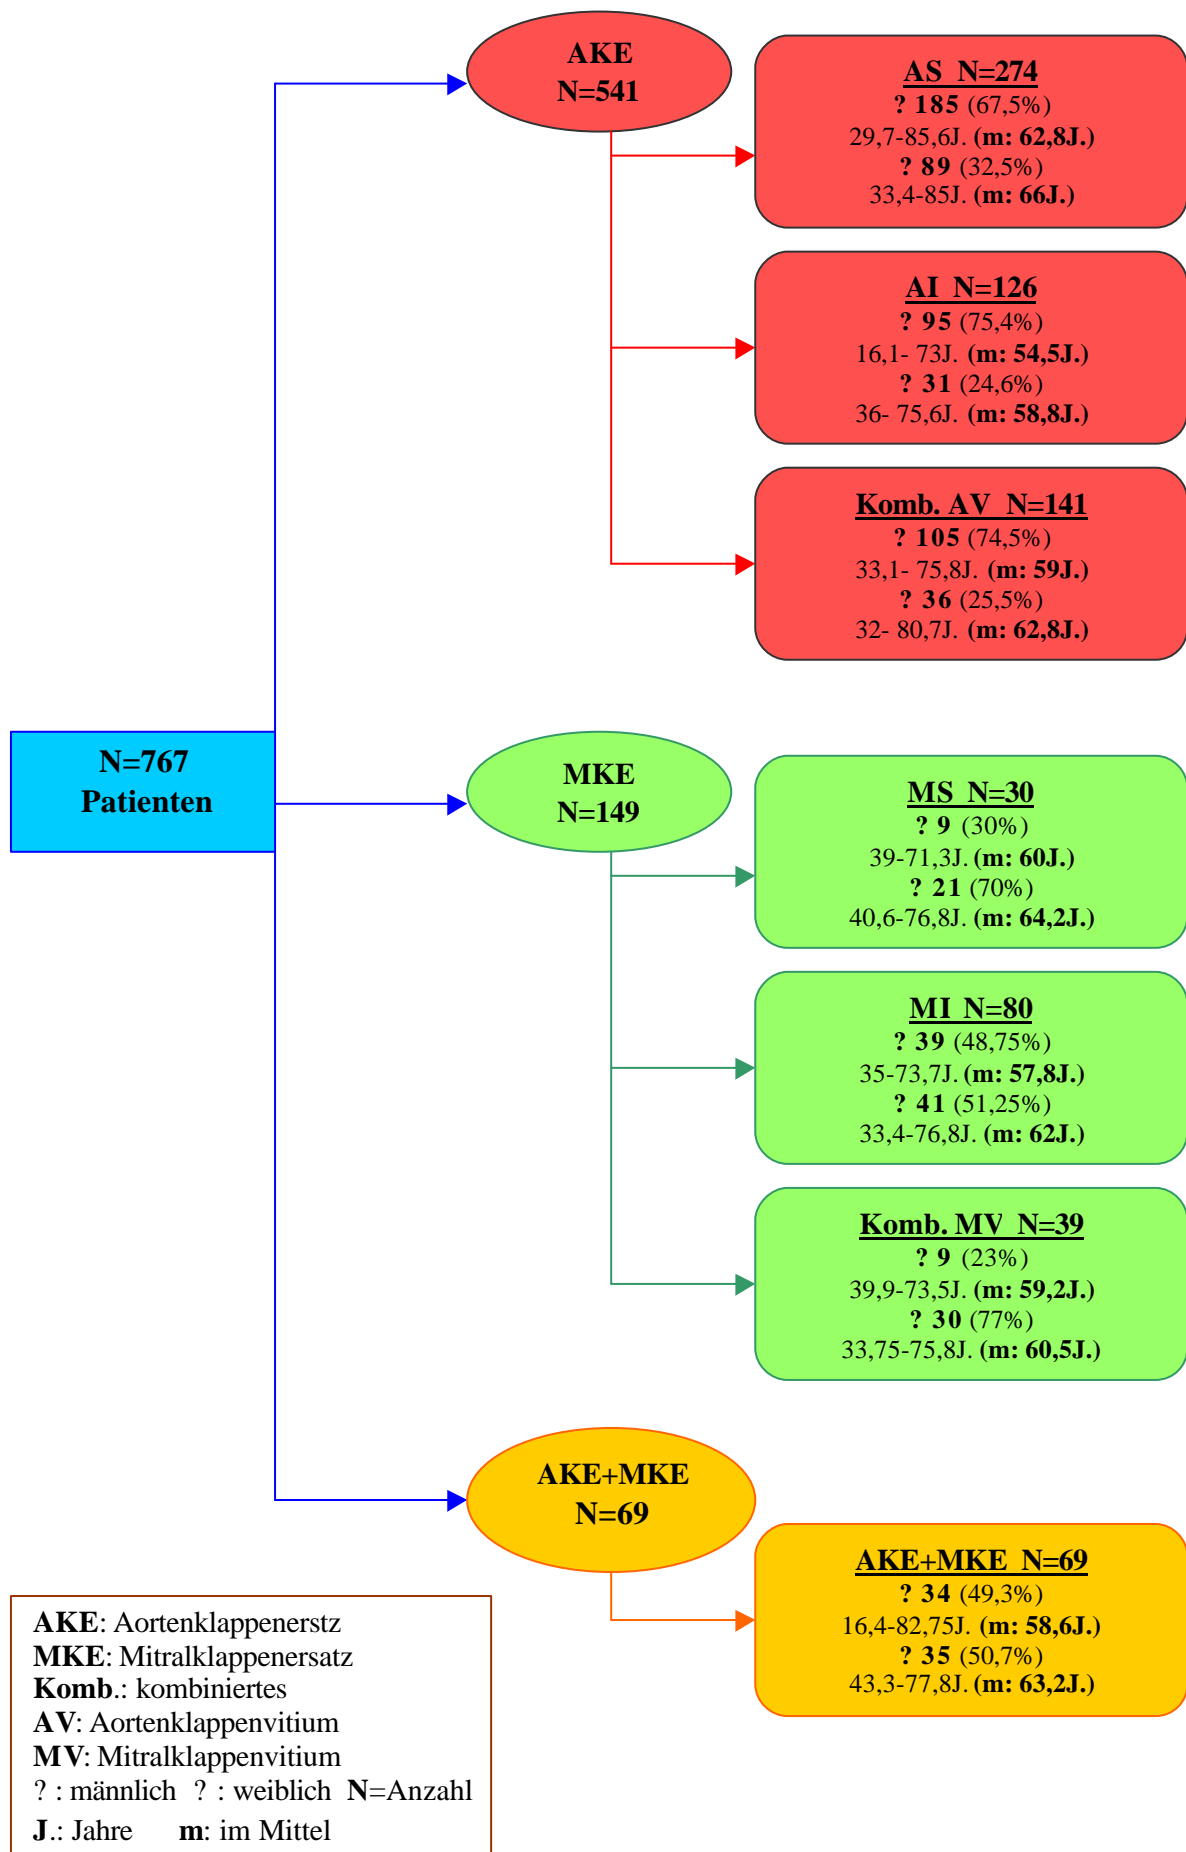 AKE
N=541
AS N=274
? 185 (67,5%)
29,7-85,6J. (m: 62,8J.)
? 89 (32,5%)
33,4-85J. (m: 66J.)
AI N=126
? 95 (75,4%)
16,1- 73J. (m: 54,5J.)
? 31 (24,6%)
36- 75,6J. (m: 58,8J.)
Komb. AV N=141
? 105 (74,5%)
33,1- 75,8J. (m: 59J.)
? 36 (25,5%)
32- 80,7J. (m: 62,8J.)
N=767
Patienten
MKE
N=149
MS N=30
? 9 (30%)
39-71,3J. (m: 60J.)
? 21 (70%)
40,6-76,8J. (m: 64,2J.)
MI N=80
? 39 (48,75%)
35-73,7J. (m: 57,8J.)
? 41 (51,25%)
33,4-76,8J. (m: 62J.)
Komb. MV N=39
? 9 (23%)
39,9-73,5J. (m: 59,2J.)
? 30 (77%)
33,75-75,8J. (m: 60,5J.)
AKE+MKE
N=69
AKE+MKE N=69
? 34 (49,3%)
16,4-82,75J. (m: 58,6J.)
? 35 (50,7%)
43,3-77,8J. (m: 63,2J.)
AKE: Aortenklappenerstz
MKE: Mitralklappenersatz
Komb.: kombiniertes
AV: Aortenklappenvitium
MV: Mitralklappenvitium
? : männlich ? : weiblich N=Anzahl
J.: Jahre m: im Mittel